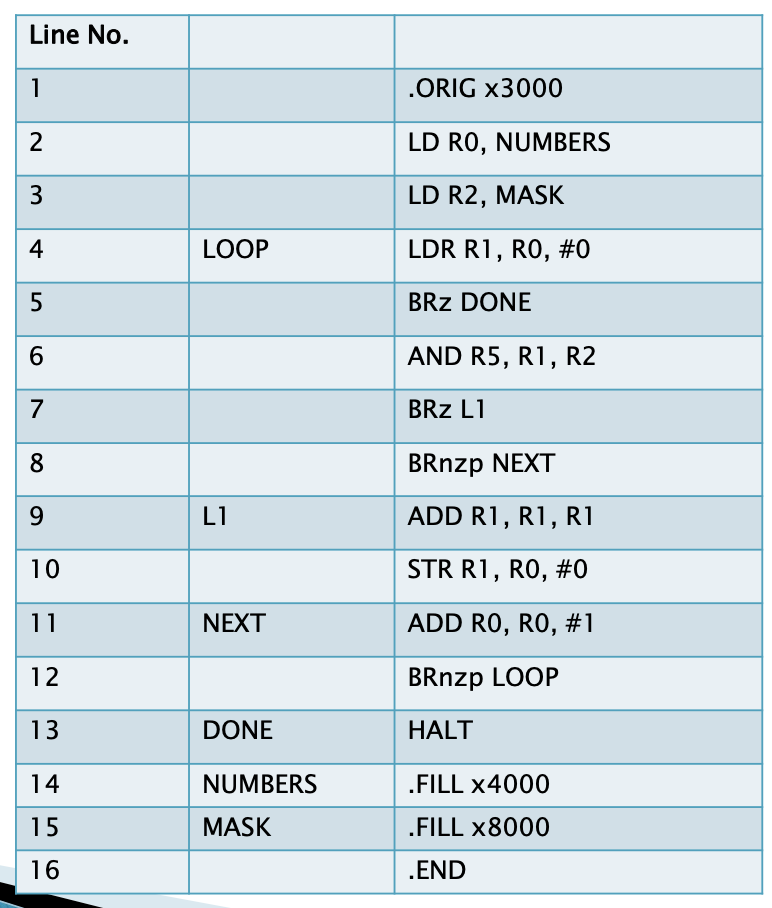 Line No.
1 .ORIG x3000
2 LD R0, NUMBERS
3 LD R2, MASK
4 LOOP LDR R1, R0, #0
5 BRz DONE
6 AND R5, R1, R2
7 BRz L1
8 BRnzp NEXT
9 L1 ADD R1, R1, R1
10 STR R1, R0, #0
11 NEXT ADD R0, R0, #1
12 BRnzp LOOP
13 DONE HALT
14 NUMBERS .FILL x4000
15 MASK .FILL x8000
16 .END